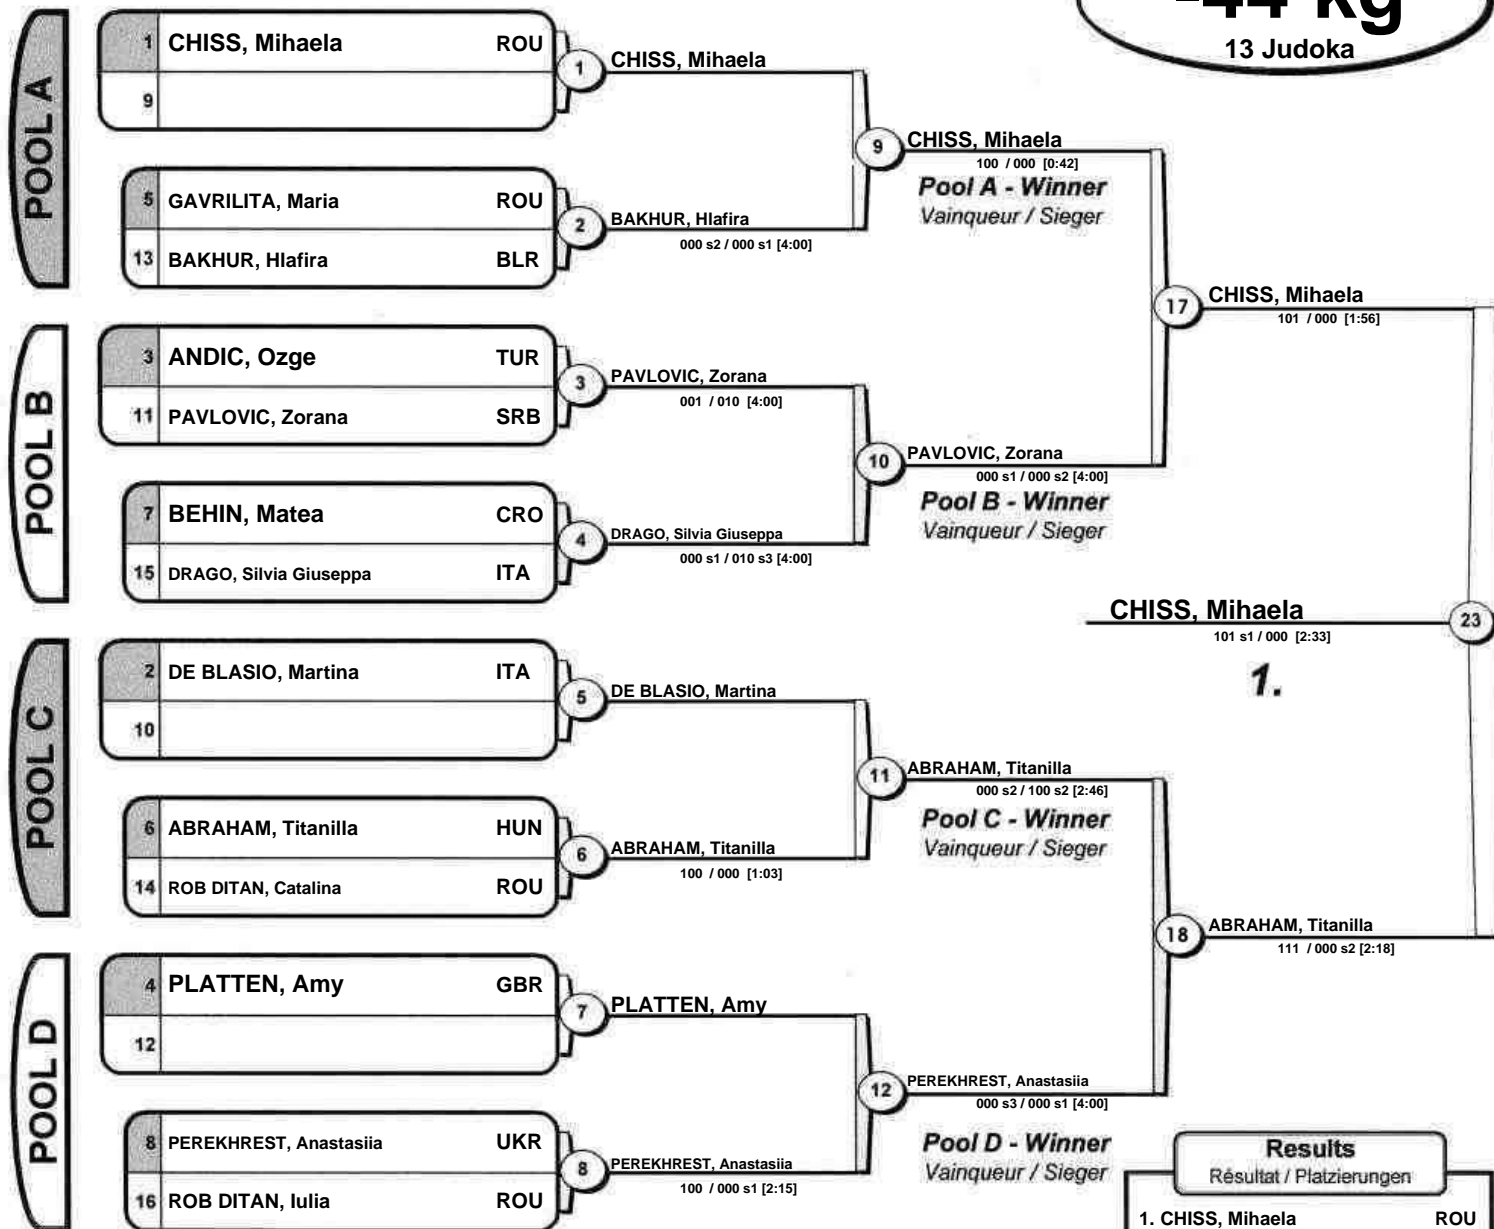 -44 kg
13 Judoka
POOL A
1 CHISS, Mihaela ROU
9
1 CHISS, Mihaela
5 GAVRILITA, Maria ROU
13 BAKHUR, Hlafira BLR
2 BAKHUR, Hlafira
000 s2 / 000 s1 [4:00]
9 CHISS, Mihaela
100 / 000 [0:42]
Pool A - Winner
Vainqueur / Sieger
POOL B
3 ANDIC, Ozge TUR
11 PAVLOVIC, Zorana SRB
3 PAVLOVIC, Zorana
001 / 010 [4:00]
7 BEHIN, Matea CRO
15 DRAGO, Silvia Giuseppa ITA
4 DRAGO, Silvia Giuseppa
000 s1 / 010 s3 [4:00]
10 PAVLOVIC, Zorana
000 s1 / 000 s2 [4:00]
Pool B - Winner
Vainqueur / Sieger
17 CHISS, Mihaela
101 / 000 [1:56]
CHISS, Mihaela 23
101 s1 / 000 [2:33]
1.
POOL C
2 DE BLASIO, Martina ITA
10
5 DE BLASIO, Martina
6 ABRAHAM, Titanilla HUN
14 ROB DITAN, Catalina ROU
6 ABRAHAM, Titanilla
100 / 000 [1:03]
11 ABRAHAM, Titanilla
000 s2 / 100 s2 [2:46]
Pool C - Winner
Vainqueur / Sieger
POOL D
4 PLATTEN, Amy GBR
12
7 PLATTEN, Amy
8 PEREKHREST, Anastasiia UKR
16 ROB DITAN, Iulia ROU
8 PEREKHREST, Anastasiia
100 / 000 s1 [2:15]
12 PEREKHREST, Anastasiia
000 s3 / 000 s1 [4:00]
Pool D - Winner
Vainqueur / Sieger
18 ABRAHAM, Titanilla
111 / 000 s2 [2:18]
Results
Résultat / Platzierungen
1. CHISS, Mihaela ROU